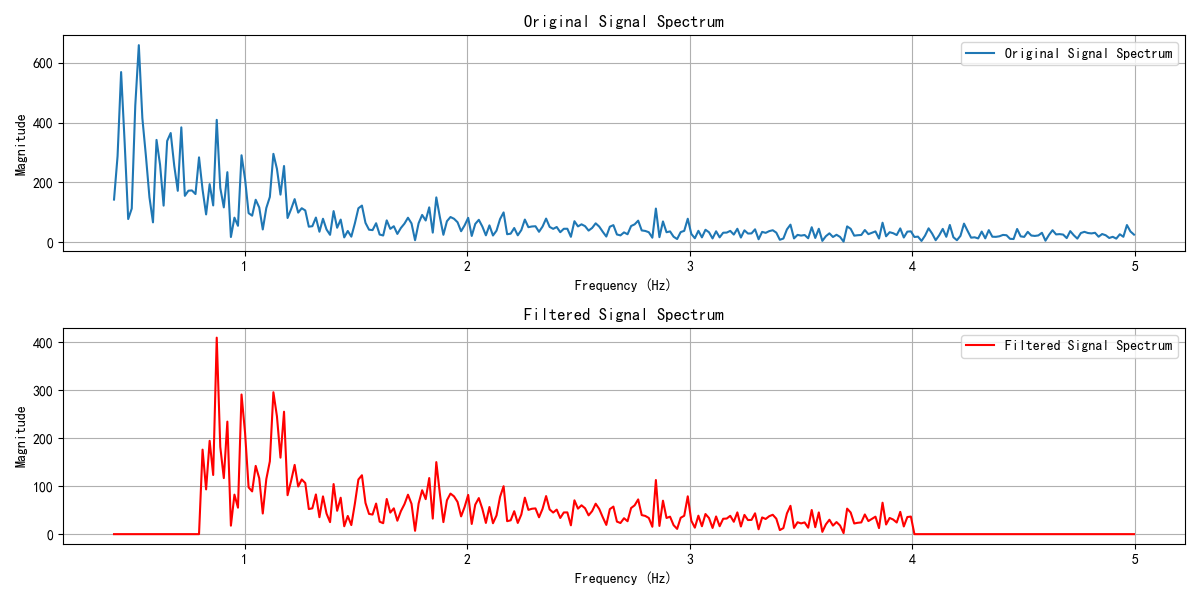 Original Signal Spectrum
Original Signal Spectrum
Magnitude
600
400
200
0
1
2
3
4
5
Frequency (Hz)
Filtered Signal Spectrum
Filtered Signal Spectrum
Magnitude
400
300
200
100
0
1
2
3
4
5
Frequency (Hz)